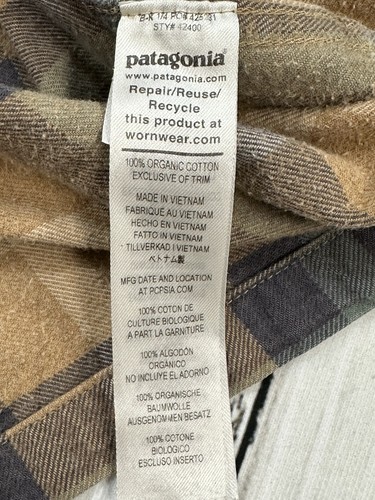 STY# 42400
patagonia®
www.patagonia.com
Repair/Reuse/
Recycle
this product at
wornwear.com
100% ORGANIC COTTON
EXCLUSIVE OF TRIM
MADE IN VIETNAM
FABRIQUÉ AU VIETNAM
HECHO EN VIETNAM
FATTO IN VIETNAM
TILLVERKAD I VIETNAM
ベトナム製
MFG DATE AND LOCATION
AT PCPSIA.COM
100% COTON DE
CULTURE BIOLOGIQUE
A PART LA GARNITURE
100% ALGODÓN
ORGÁNICO
NO INCLUYE EL ADORNO
100% ORGANISCHE
BAUMWOLLE
AUSGENOMMEN BESATZ
100% COTONE
BIOLOGICO
ESCLUSO INSERTO